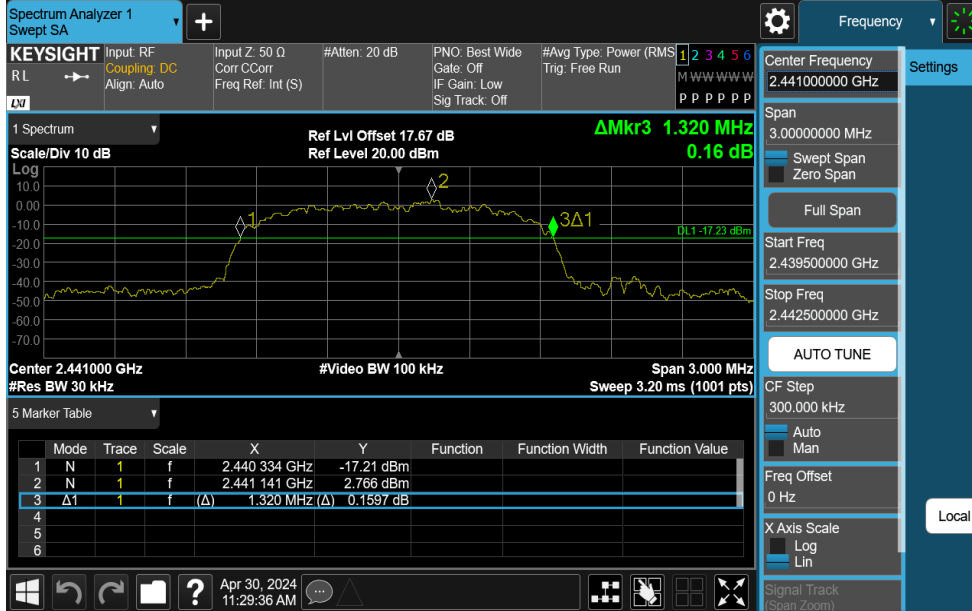 Spectrum Analyzer 1
Swept SA
Frequency
KEYSIGHT
R L
LXI
Input: RF
Coupling: DC
Align: Auto
Input Z: 50 Ω
Corr CCorr
Freq Ref: Int (S)
#Atten: 20 dB
PNO: Best Wide
Gate: Off
IF Gain: Low
Sig Track: Off
#Avg Type: Power (RMS
Trig: Free Run
1 2 3 4 5 6
M W W W W W
P P P P P P
1 Spectrum
Scale/Div 10 dB
Ref Lvl Offset 17.67 dB
Ref Level 20.00 dBm
ΔMkr3 1.320 MHz
0.16 dB
Log
10.0
0.00
-10.0
-20.0
-30.0
-40.0
-50.0
-60.0
-70.0
1
2
3Δ1
DL1 -17.23 dBm
Center 2.441000 GHz
#Video BW 100 kHz
Span 3.000 MHz
#Res BW 30 kHz
Sweep 3.20 ms (1001 pts)
5 Marker Table
Mode Trace Scale X Y Function Function Width Function Value
1 N 1 f 2.440 334 GHz -17.21 dBm
2 N 1 f 2.441 141 GHz 2.766 dBm
3 Δ1 1 f (Δ) 1.320 MHz (Δ) 0.1597 dB
4
5
6
Apr 30, 2024
11:29:36 AM
?
Center Frequency
2.441000000 GHz
Settings
Span
3.00000000 MHz
Swept Span
Zero Span
Full Span
Start Freq
2.439500000 GHz
Stop Freq
2.442500000 GHz
AUTO TUNE
CF Step
300.000 kHz
Auto
Man
Freq Offset
0 Hz
Local
X Axis Scale
Log
Lin
Signal Track
(Span Zoom)